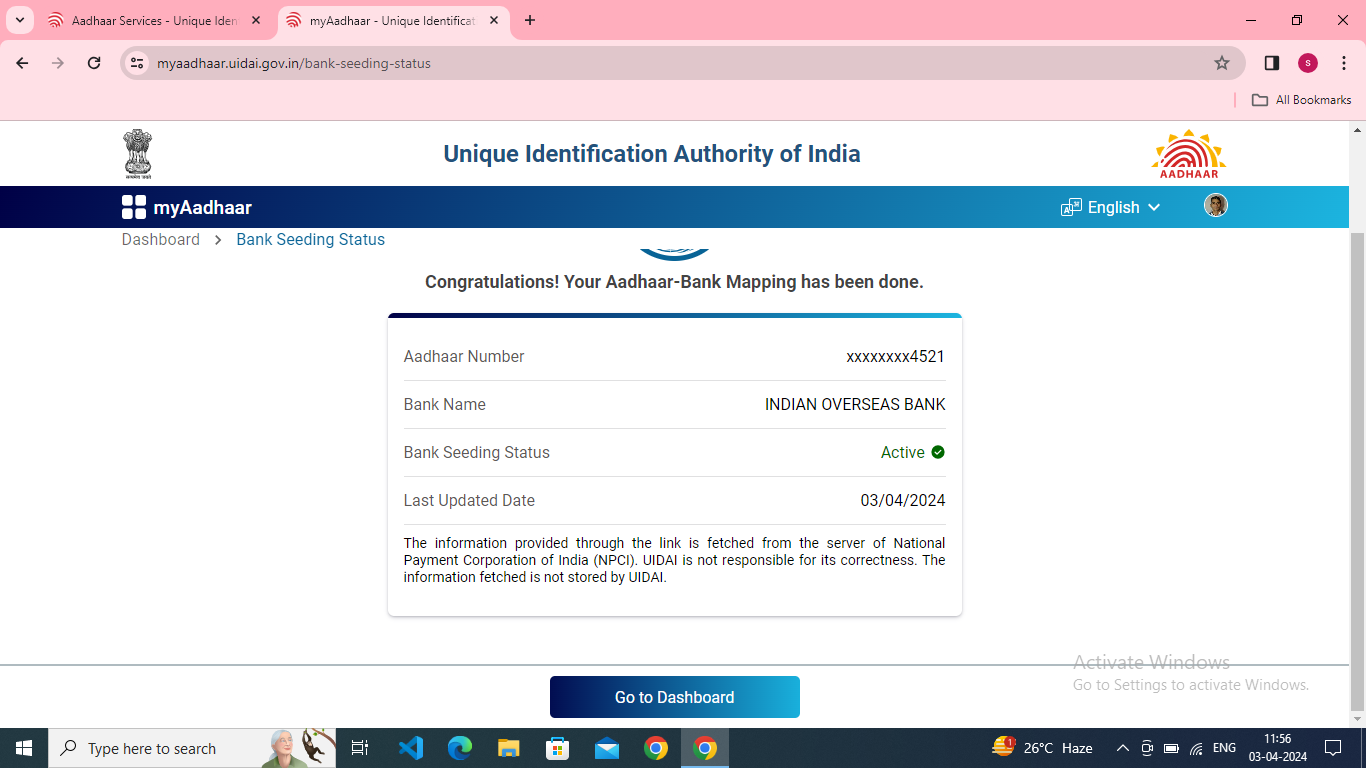 Aadhaar Services - Unique Iden
myAadhaar - Unique Identificat
myaadhaar.uidai.gov.in/bank-seeding-status
s
All Bookmarks
Unique Identification Authority of India
AADHAAR
myAadhaar
English
Dashboard > Bank Seeding Status
Congratulations! Your Aadhaar-Bank Mapping has been done.
Aadhaar Number xxxxxxxx4521
Bank Name INDIAN OVERSEAS BANK
Bank Seeding Status Active
Last Updated Date 03/04/2024
The information provided through the link is fetched from the server of National
Payment Corporation of India (NPCI). UIDAI is not responsible for its correctness. The
information fetched is not stored by UIDAI.
Activate Windows
Go to Settings to activate Windows.
Go to Dashboard
Type here to search
1
26°C Haze
ENG
11:56
03-04-2024